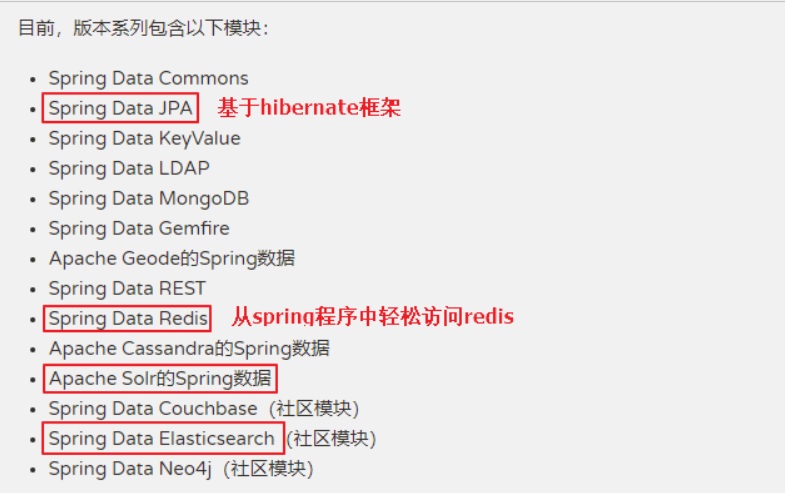 目前，版本系列包含以下模块：
Spring Data Commons
Spring Data JPA 基于hibernate框架
Spring Data KeyValue
Spring Data LDAP
Spring Data MongoDB
Spring Data Gemfire
Apache Geode的Spring数据
Spring Data REST
Spring Data Redis 从spring程序中轻松访问redis
Apache Cassandra的Spring数据
Apache Solr的Spring数据
Spring Data Couchbase（社区模块）
Spring Data Elasticsearch（社区模块）
Spring Data Neo4j（社区模块）